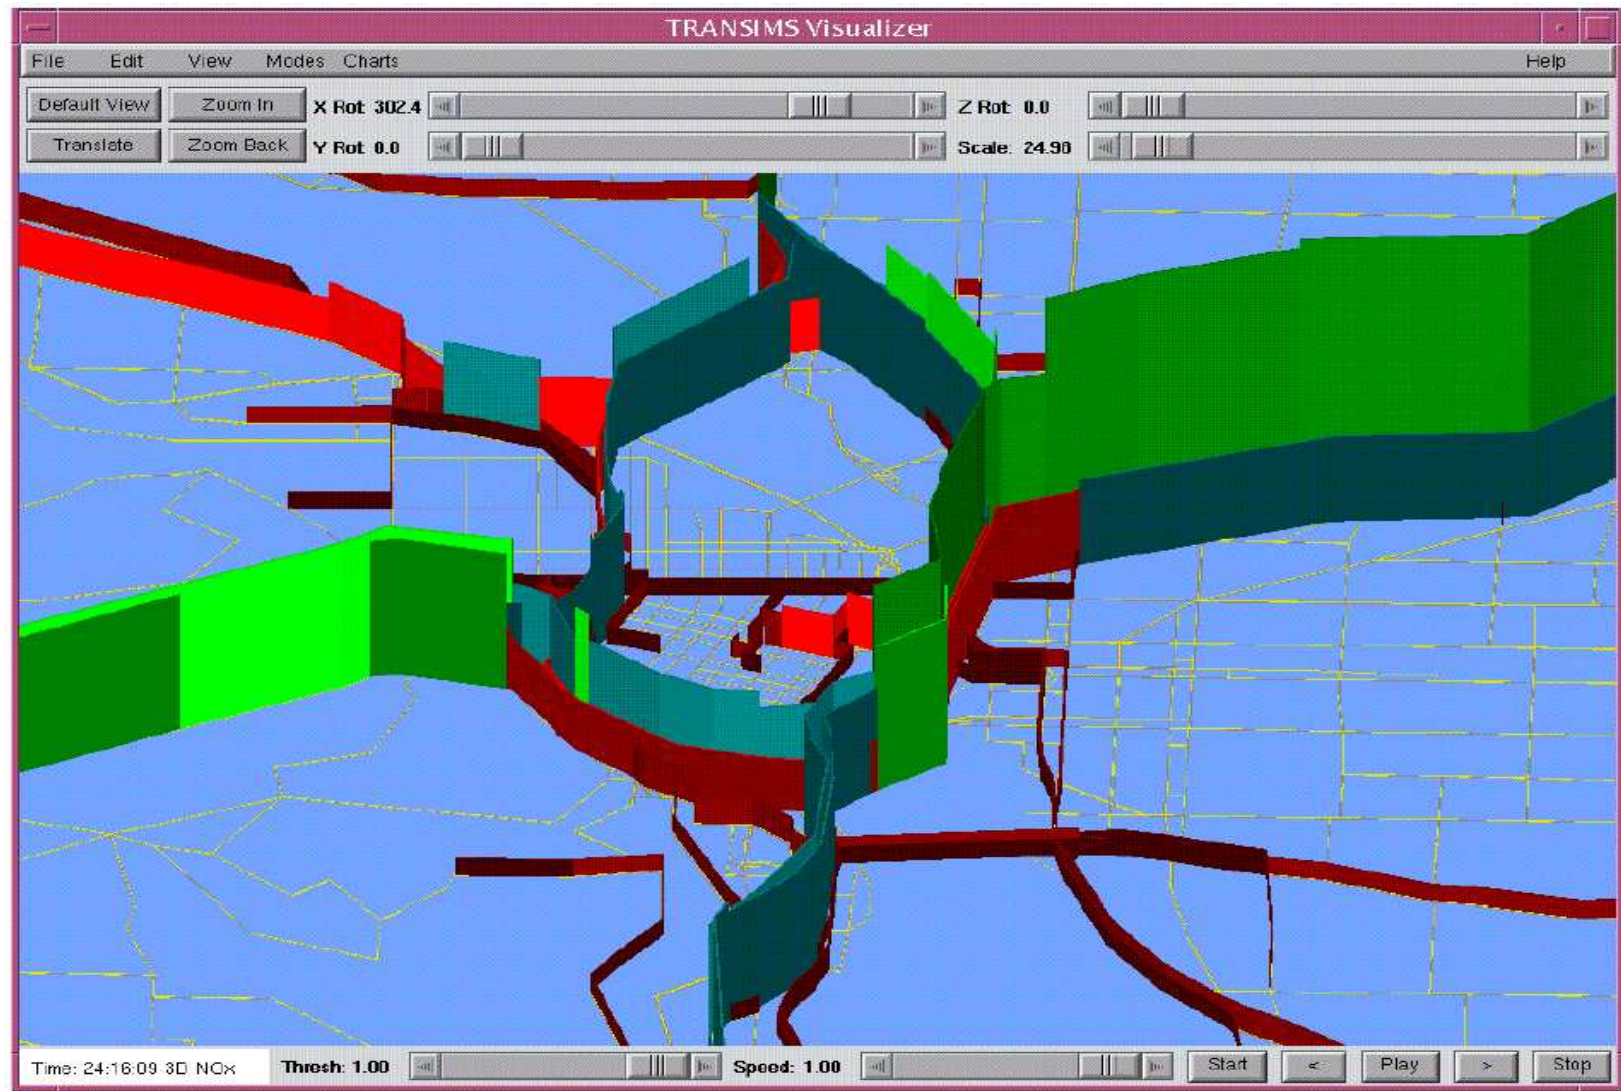 TRANSIMS Visualizer
File Edit View Modes Charts Help
Default View Zoom In X Rot: 302.4 Z Rot: 0.0
Translate Zoom Back Y Rot: 0.0 Scale: 24.98
Time: 24:16:09 3D NOx Thresh: 1.00 Speed: 1.00 Start < Play > Stop